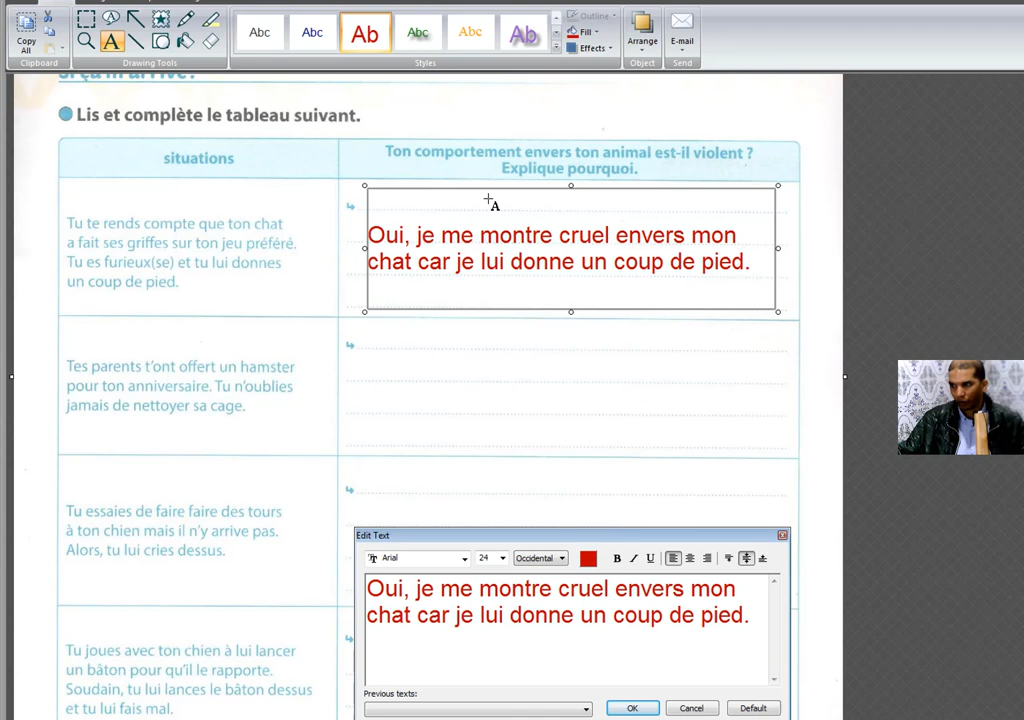 Copy
All
Clipboard
Drawing Tools
Abc
Abc
Ab
Abc
Abc
Ab
Styles
Outline
Fill
Effects
Arrange
Object
E-mail
Send
Lis et complète le tableau suivant.
situations
Ton comportement envers ton animal est-il violent ?
Explique pourquoi.
Tu te rends compte que ton chat
a fait ses griffes sur ton jeu préféré.
Tu es furieux(se) et tu lui donnes
un coup de pied.
A
Oui, je me montre cruel envers mon
chat car je lui donne un coup de pied.
Tes parents t'ont offert un hamster
pour ton anniversaire. Tu n'oublies
jamais de nettoyer sa cage.
Tu essaies de faire faire des tours
à ton chien mais il n'y arrive pas.
Alors, tu lui cries dessus.
Tu joues avec ton chien à lui lancer
un bâton pour qu'il le rapporte.
Soudain, tu lui lances le bâton dessus
et tu lui fais mal.
Edit Text
Arial
24
Occidental
B I U
Oui, je me montre cruel envers mon
chat car je lui donne un coup de pied.
Previous texts:
OK
Cancel
Default